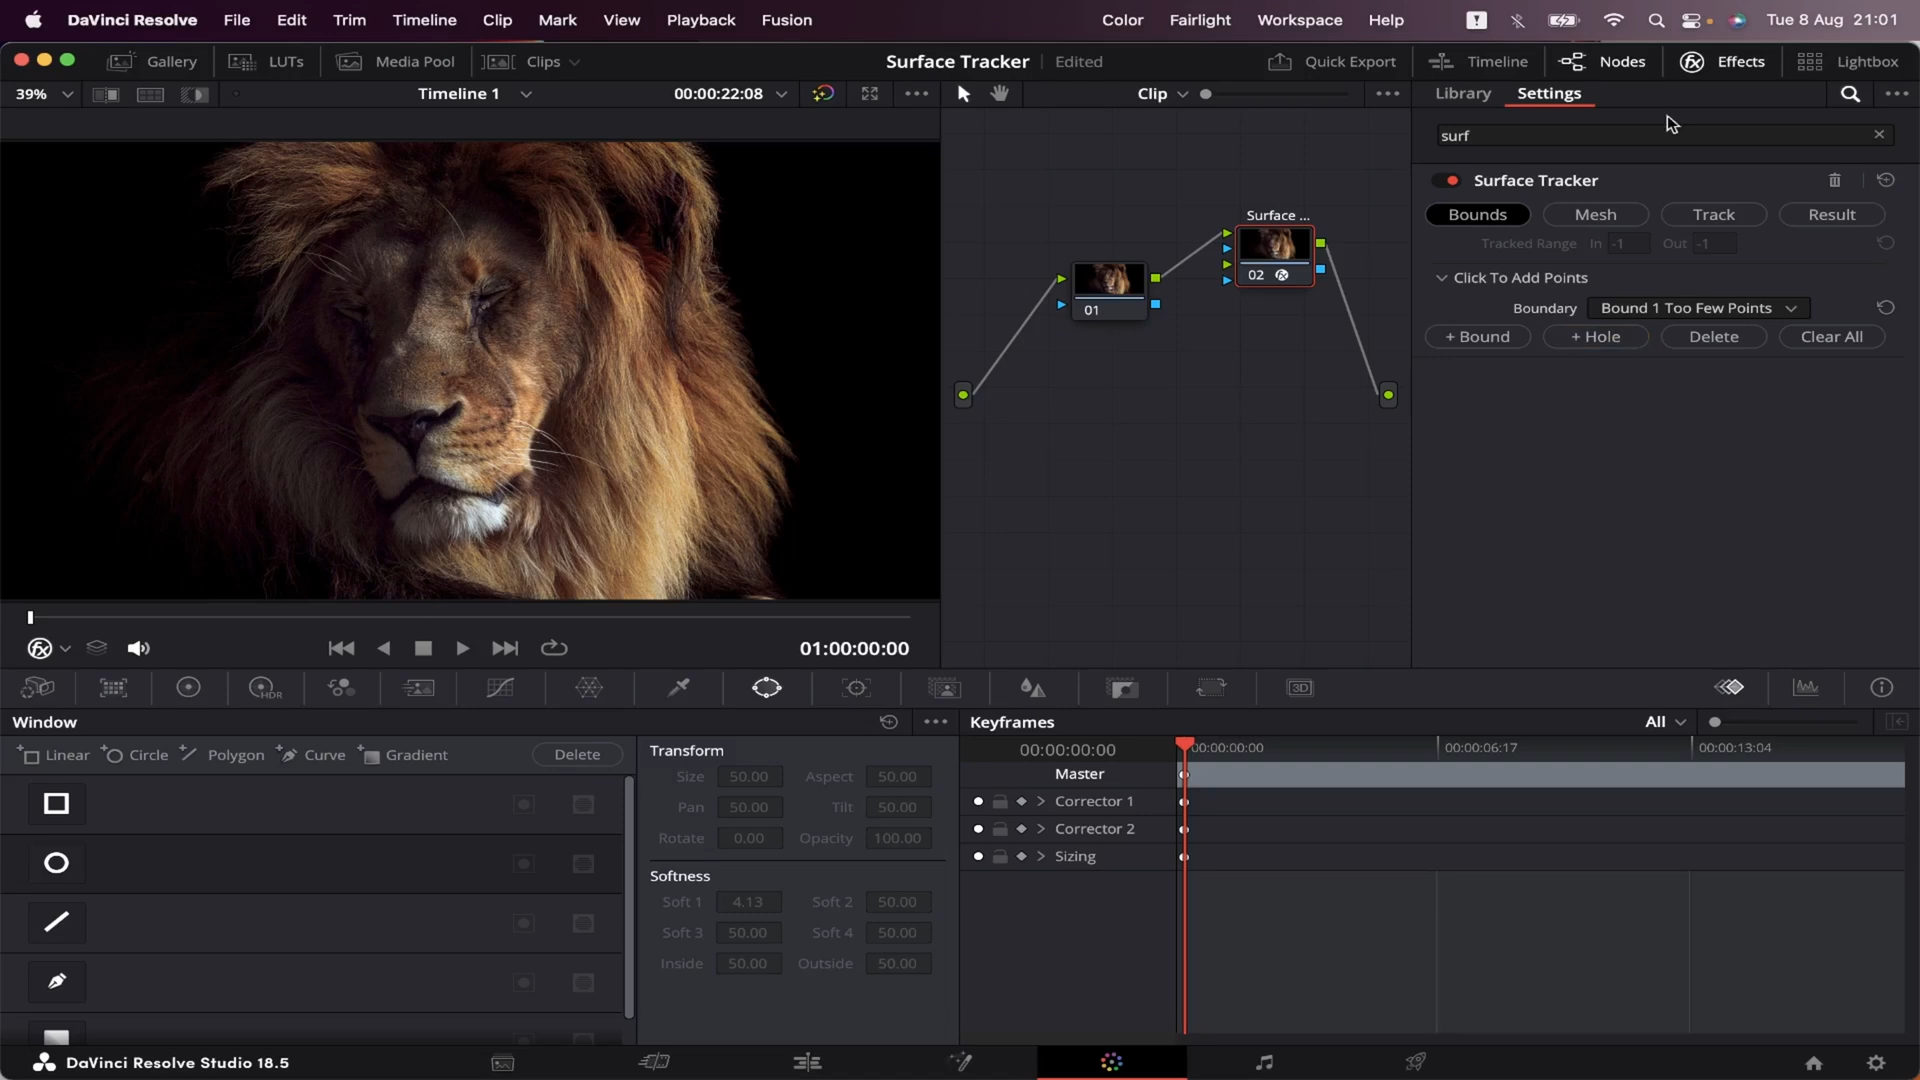 DaVinci Resolve File Edit Trim Timeline Clip Mark View Playback Fusion Color Fairlight Workspace Help Tue 8 Aug 21:01
Gallery LUTs Media Pool Clips Surface Tracker Edited Quick Export Timeline Nodes Effects Lightbox
39% Timeline 1 00:00:22:08 Clip Library Settings
surf
Surface Tracker
Bounds Mesh Track Result
Tracked Range In -1 Out -1
Click To Add Points
Boundary Bound 1 Too Few Points
+ Bound + Hole Delete Clear All
Surface ...
02
01
01:00:00:00
HDR
3D
Window
Linear Circle Polygon Curve Gradient Delete
Transform
Size 50.00 Aspect 50.00
Pan 50.00 Tilt 50.00
Rotate 0.00 Opacity 100.00
Softness
Soft 1 4.13 Soft 2 50.00
Soft 3 50.00 Soft 4 50.00
Inside 50.00 Outside 50.00
Keyframes All
00:00:00:00 00:00:00:00 00:00:06:17 00:00:13:04
Master
Corrector 1
Corrector 2
Sizing
DaVinci Resolve Studio 18.5